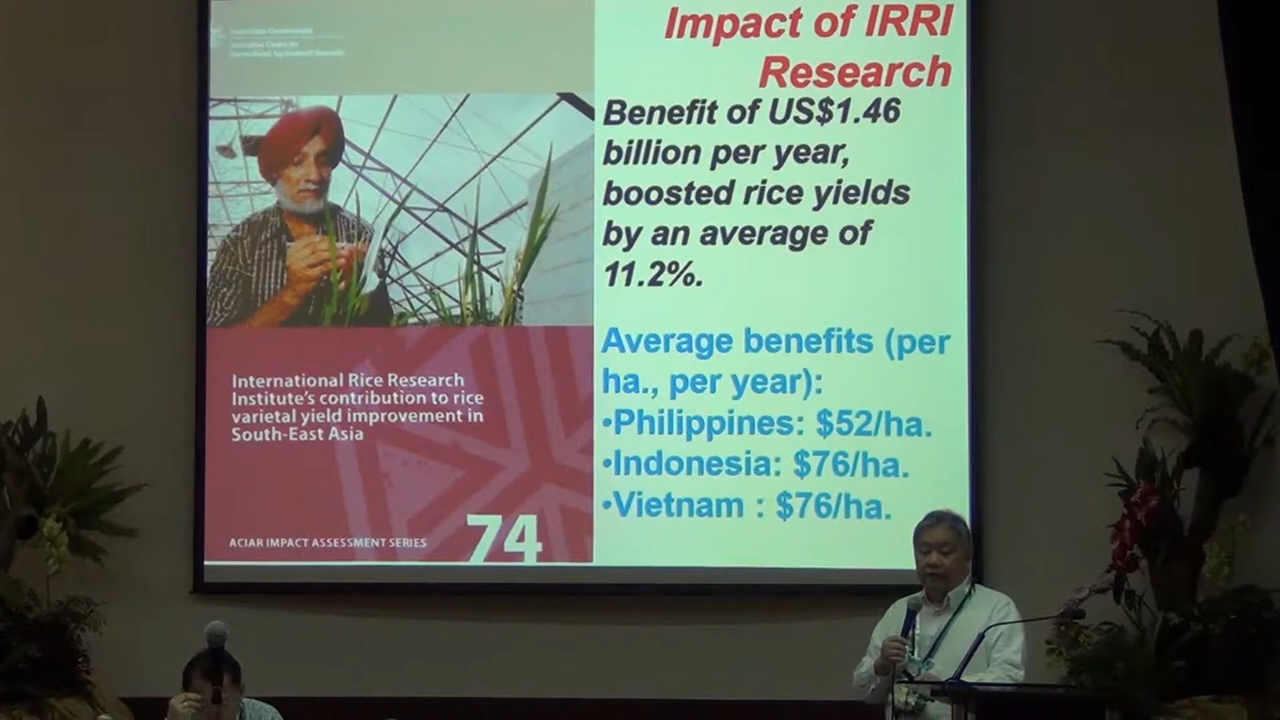 Impact of IRRI
Research
Benefit of US$1.46
billion per year,
boosted rice yields
by an average of
11.2%.
Average benefits (per
ha., per year):
•Philippines: $52/ha.
•Indonesia: $76/ha.
•Vietnam : $76/ha.
International Rice Research
Institute's contribution to rice
varietal yield improvement in
South-East Asia
ACIAR IMPACT ASSESSMENT SERIES 74